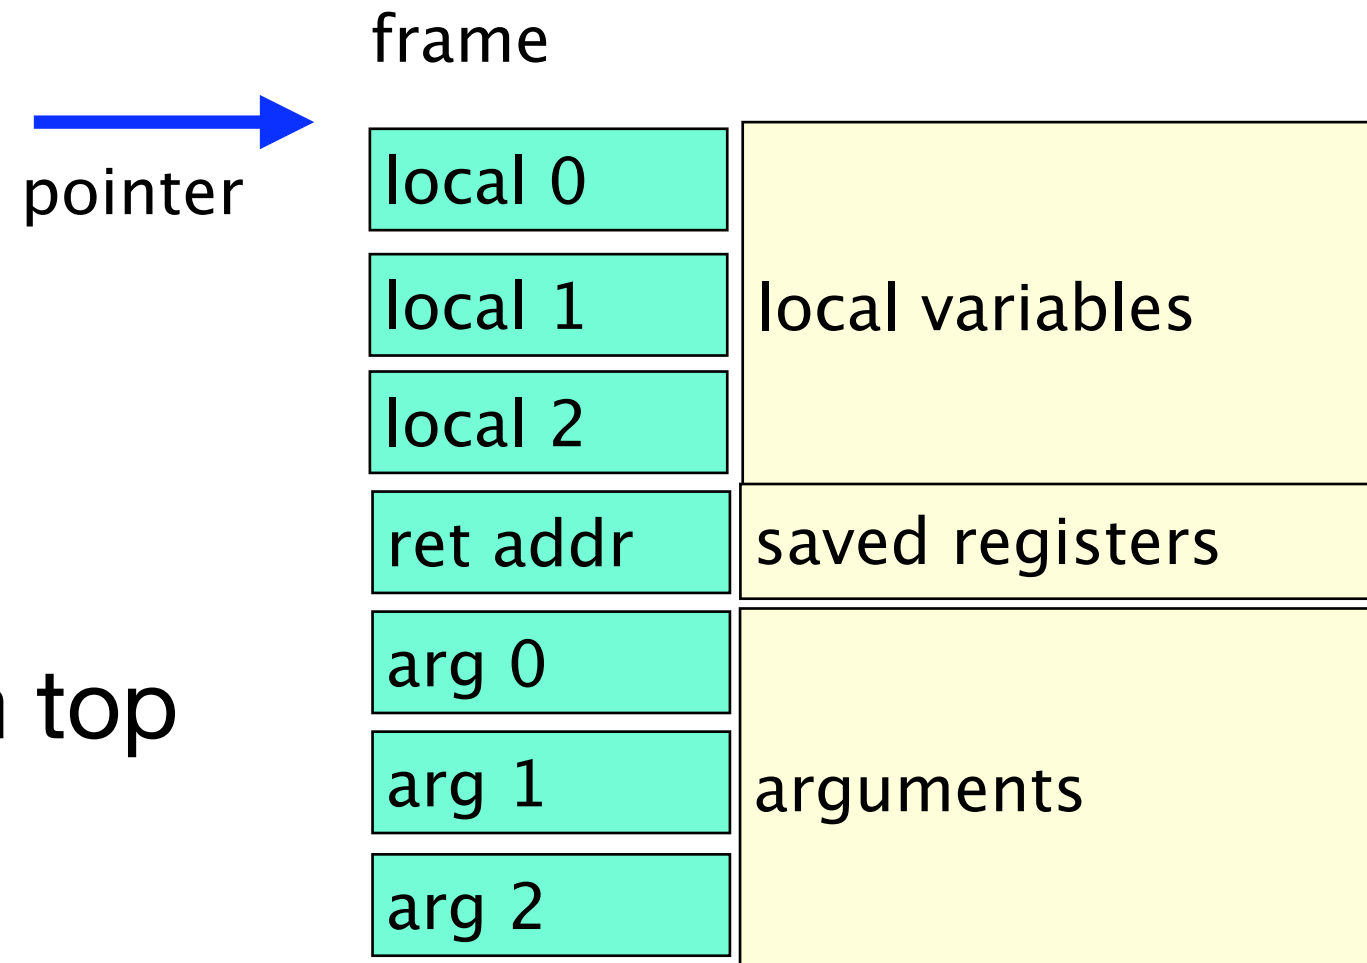 frame
pointer
local 0
local 1
local 2
local variables
ret addr
saved registers
arg 0
arg 1
arg 2
arguments
top